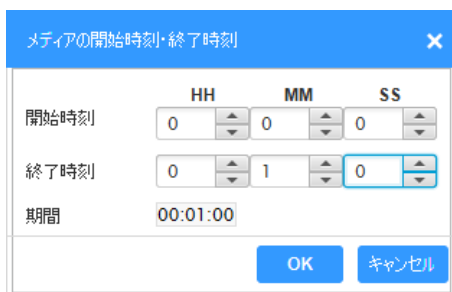 メディアの開始時刻・終了時刻 ×
HH MM SS
開始時刻 0 0 0
終了時刻 0 1 0
期間 00:01:00
OK キャンセル